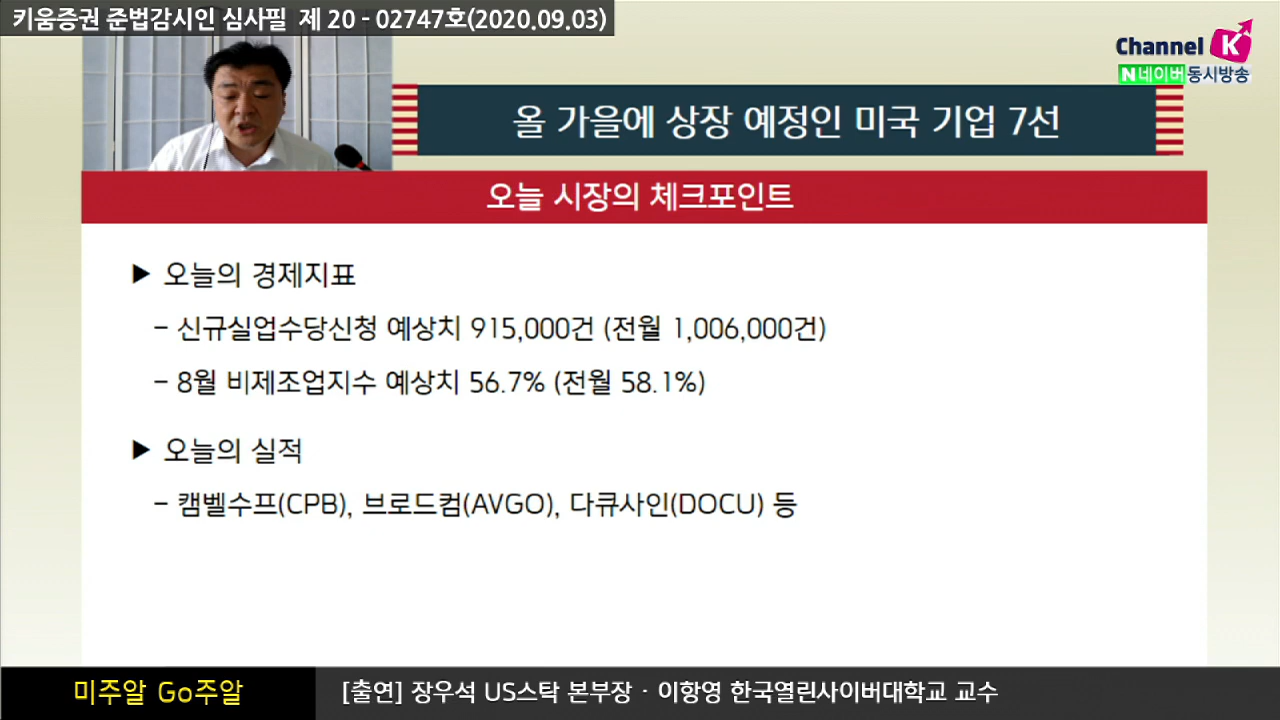 키움증권 준법감시인 심사필 제 20 - 02747호(2020.09.03)
Channel K
N네이버 동시방송
올 가을에 상장 예정인 미국 기업 7선
오늘 시장의 체크포인트
▶ 오늘의 경제지표
- 신규실업수당신청 예상치 915,000건 (전월 1,006,000건)
- 8월 비제조업지수 예상치 56.7% (전월 58.1%)
▶ 오늘의 실적
- 캠벨수프(CPB), 브로드컴(AVGO), 다큐사인(DOCU) 등
미주알 Go주알
[출연] 장우석 US스탁 본부장 · 이항영 한국열린사이버대학교 교수